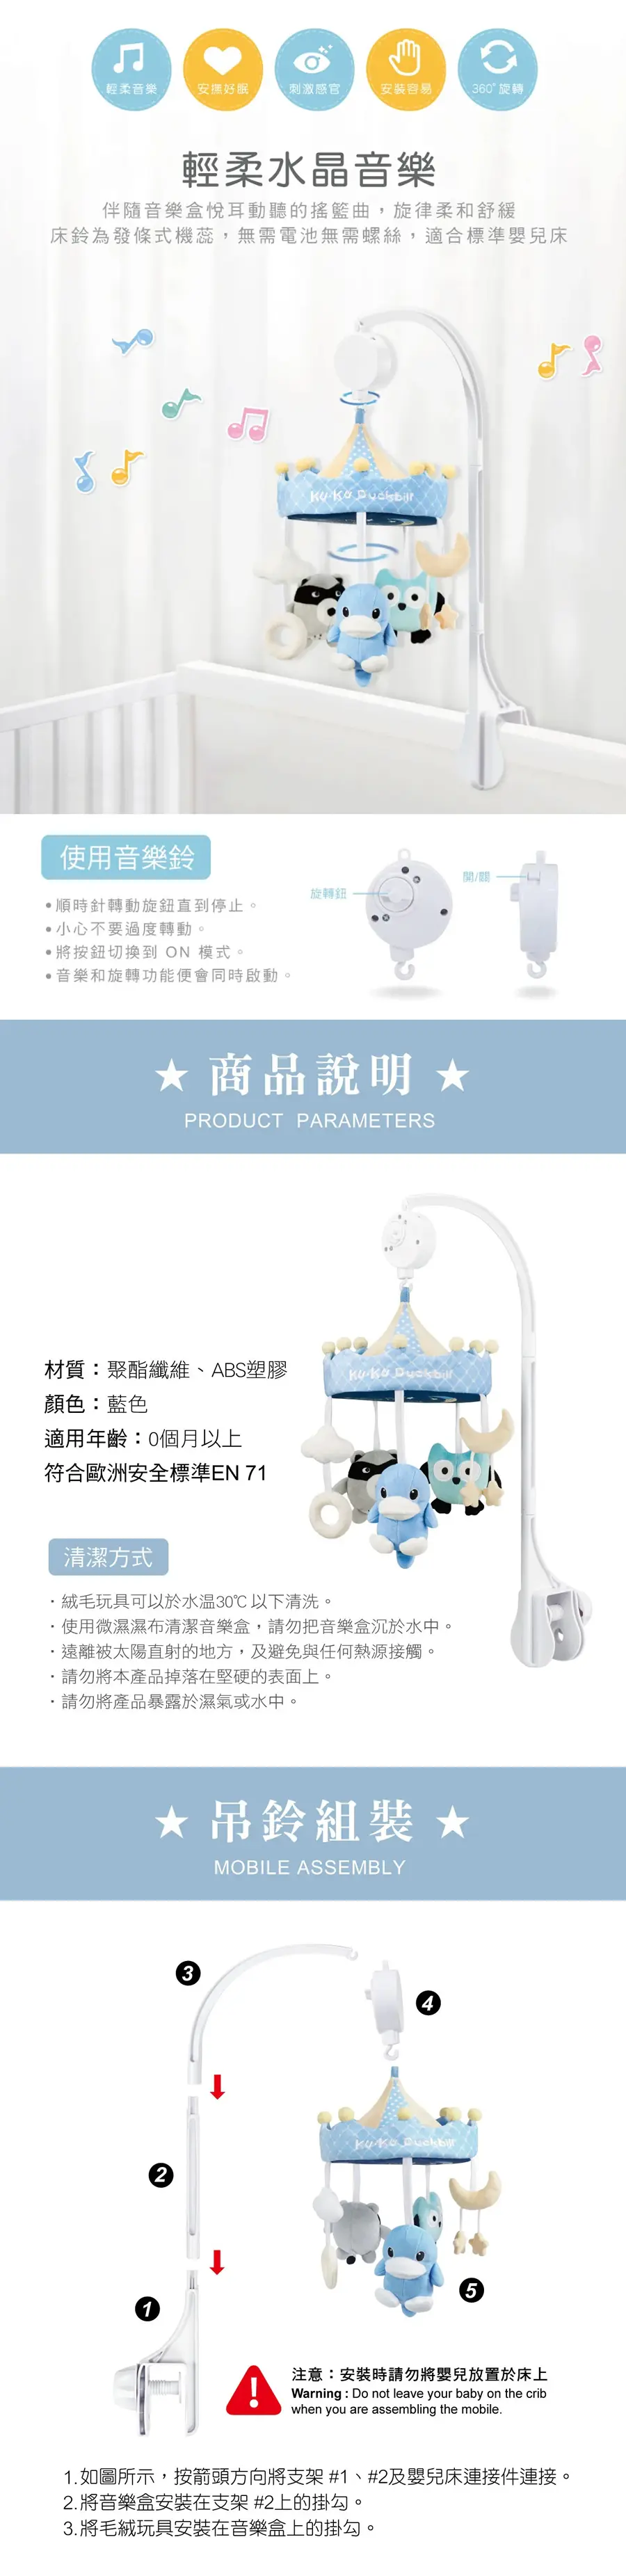 輕柔音樂
安撫好眠
刺激感官
安裝容易
360°旋轉
輕柔水晶音樂
伴隨音樂盒悅耳動聽的搖籃曲，旋律柔和舒緩
床鈴為發條式機蕊，無需電池無需螺絲，適合標準嬰兒床
Ku·Ku Duckbill
使用音樂鈴
•順時針轉動旋鈕直到停止。
•小心不要過度轉動。
•將按鈕切換到 ON 模式。
•音樂和旋轉功能便會同時啟動。
旋轉鈕
開/關
★ 商品說明 ★
PRODUCT PARAMETERS
Ku·Ku Duckbill
材質：聚酯纖維、ABS塑膠
顏色：藍色
適用年齡：0個月以上
符合歐洲安全標準EN 71
清潔方式
·絨毛玩具可以於水温30℃以下清洗。
·使用微濕濕布清潔音樂盒，請勿把音樂盒沉於水中。
·遠離被太陽直射的地方，及避免與任何熱源接觸。
·請勿將本產品掉落在堅硬的表面上。
·請勿將產品暴露於濕氣或水中。
★ 吊鈴組裝 ★
MOBILE ASSEMBLY
3
4
Ku·Ku Duckbill
2
5
1
!
注意：安裝時請勿將嬰兒放置於床上
Warning : Do not leave your baby on the crib
when you are assembling the mobile.
1.如圖所示，按箭頭方向將支架 #1、#2及嬰兒床連接件連接。
2.將音樂盒安裝在支架 #2上的掛勾。
3.將毛絨玩具安裝在音樂盒上的掛勾。